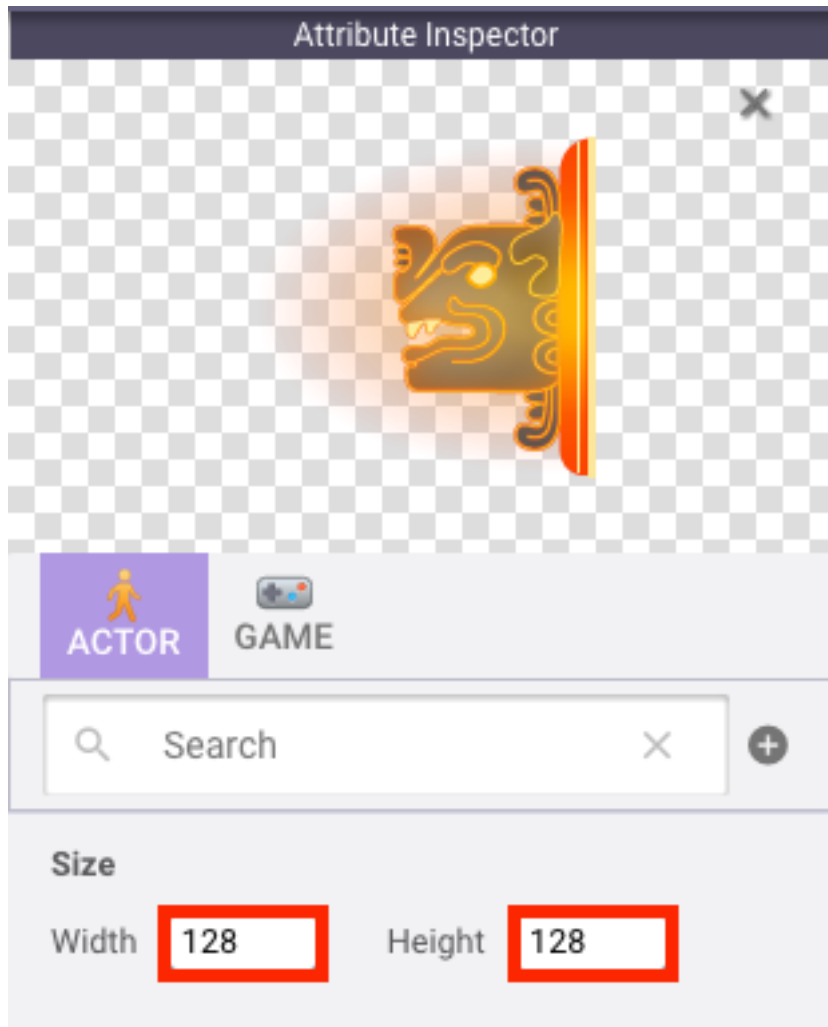 Attribute Inspector
ACTOR
GAME
Search
Size
Width 128 Height 128